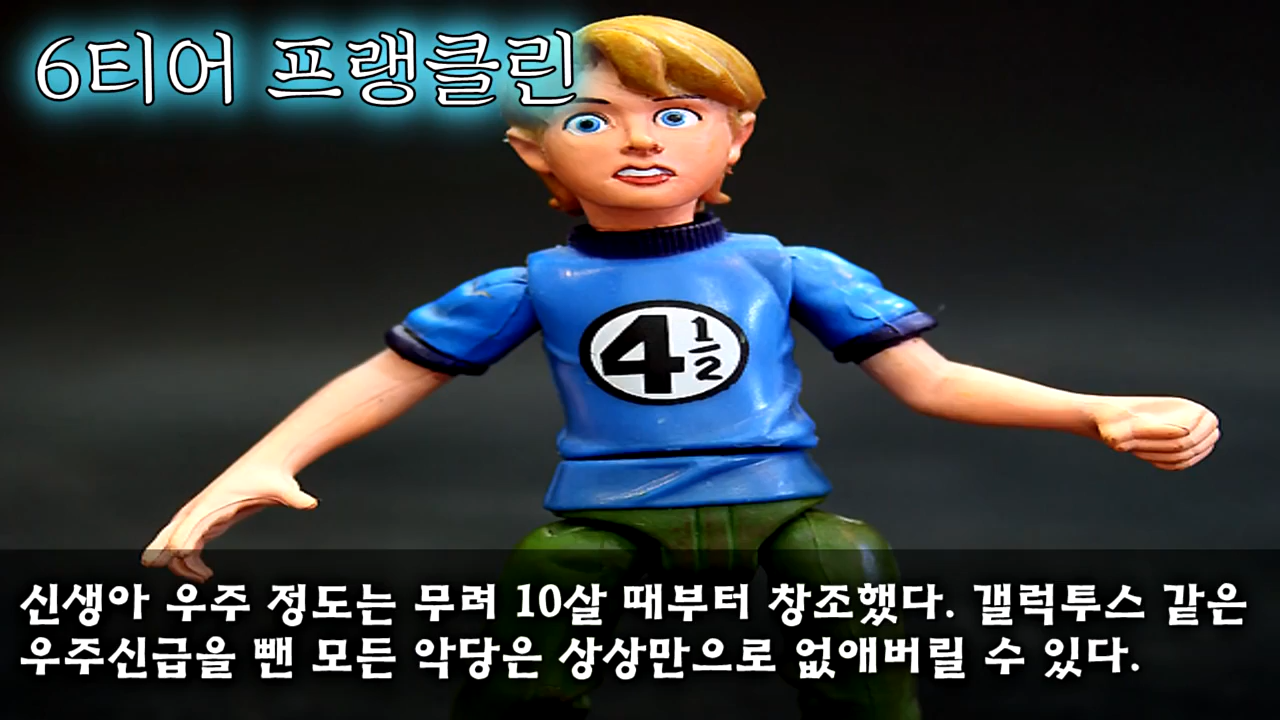 6티어 프랭클린
4 1/2
신생아 우주 정도는 무려 10살 때부터 창조했다. 갤럭투스 같은
우주신급을 뺀 모든 악당은 상상만으로 없애버릴 수 있다.